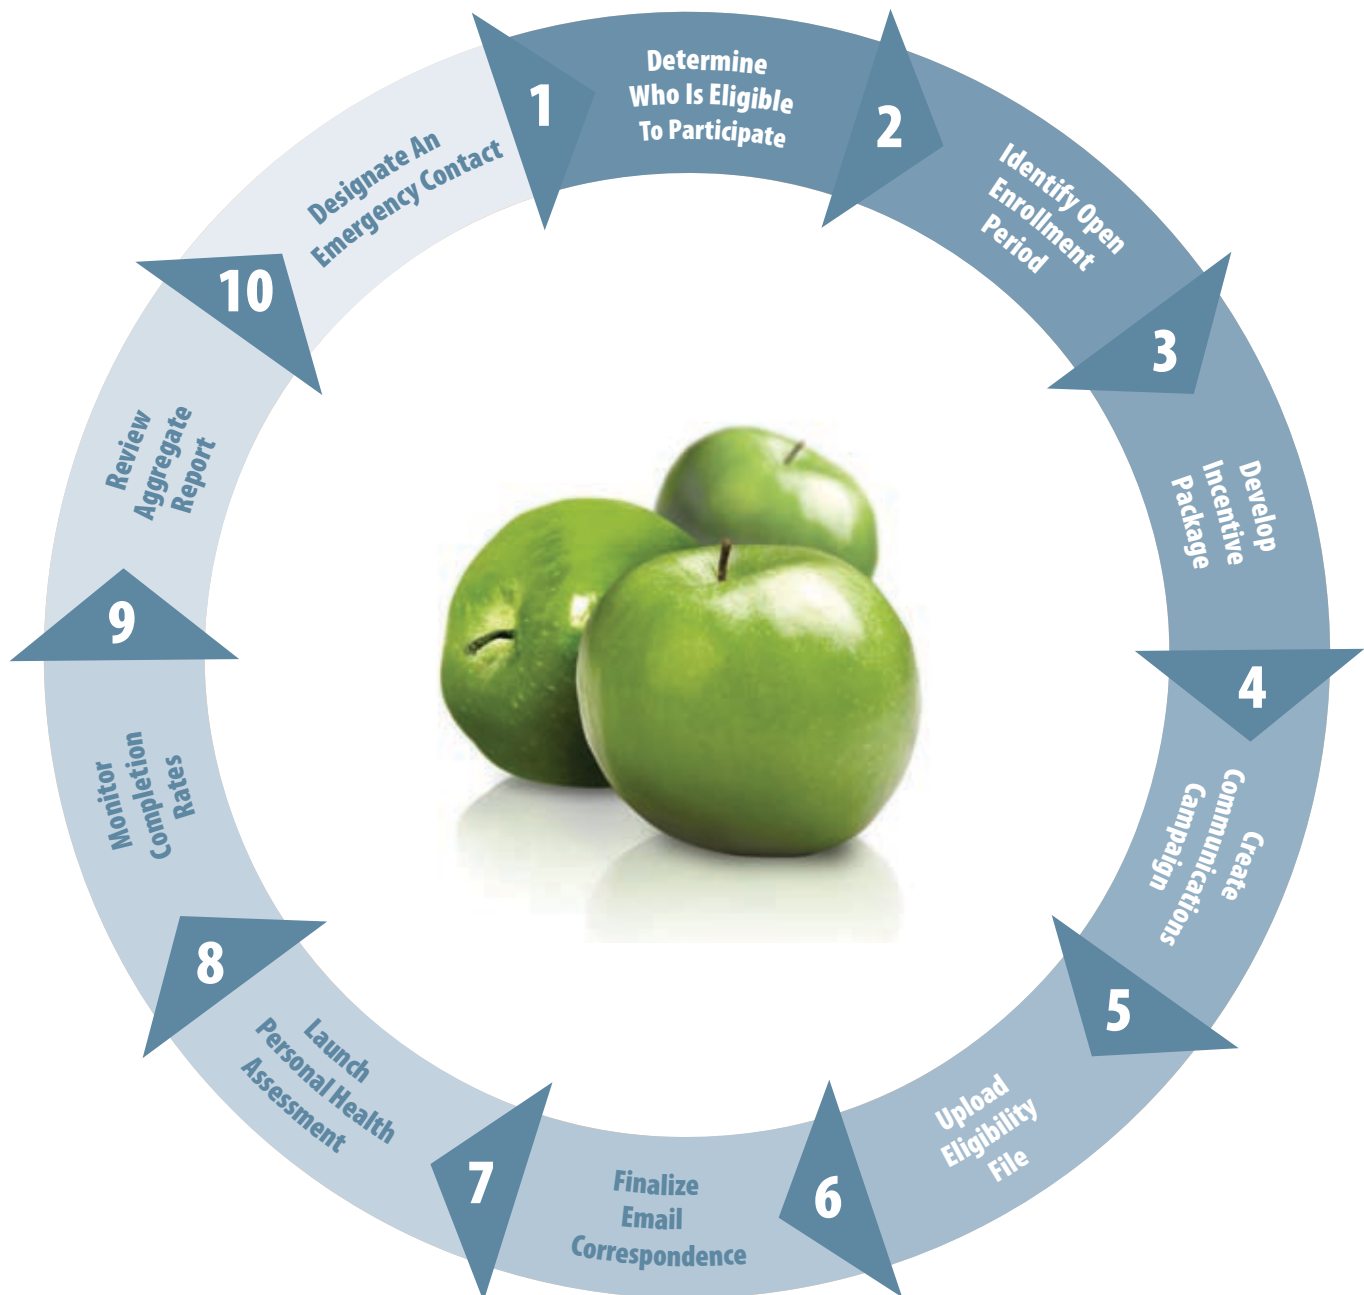 1
Determine
Who Is Eligible
To Participate
2
Identify Open
Enrollment
Period
3
Develop
Incentive
Package
4
Create
Communications
Campaign
5
Upload
Eligibility
File
6
Finalize
Email
Correspondence
7
Launch
Personal Health
Assessment
8
Monitor
Completion
Rates
9
Review
Aggregate
Report
10
Designate An
Emergency Contact